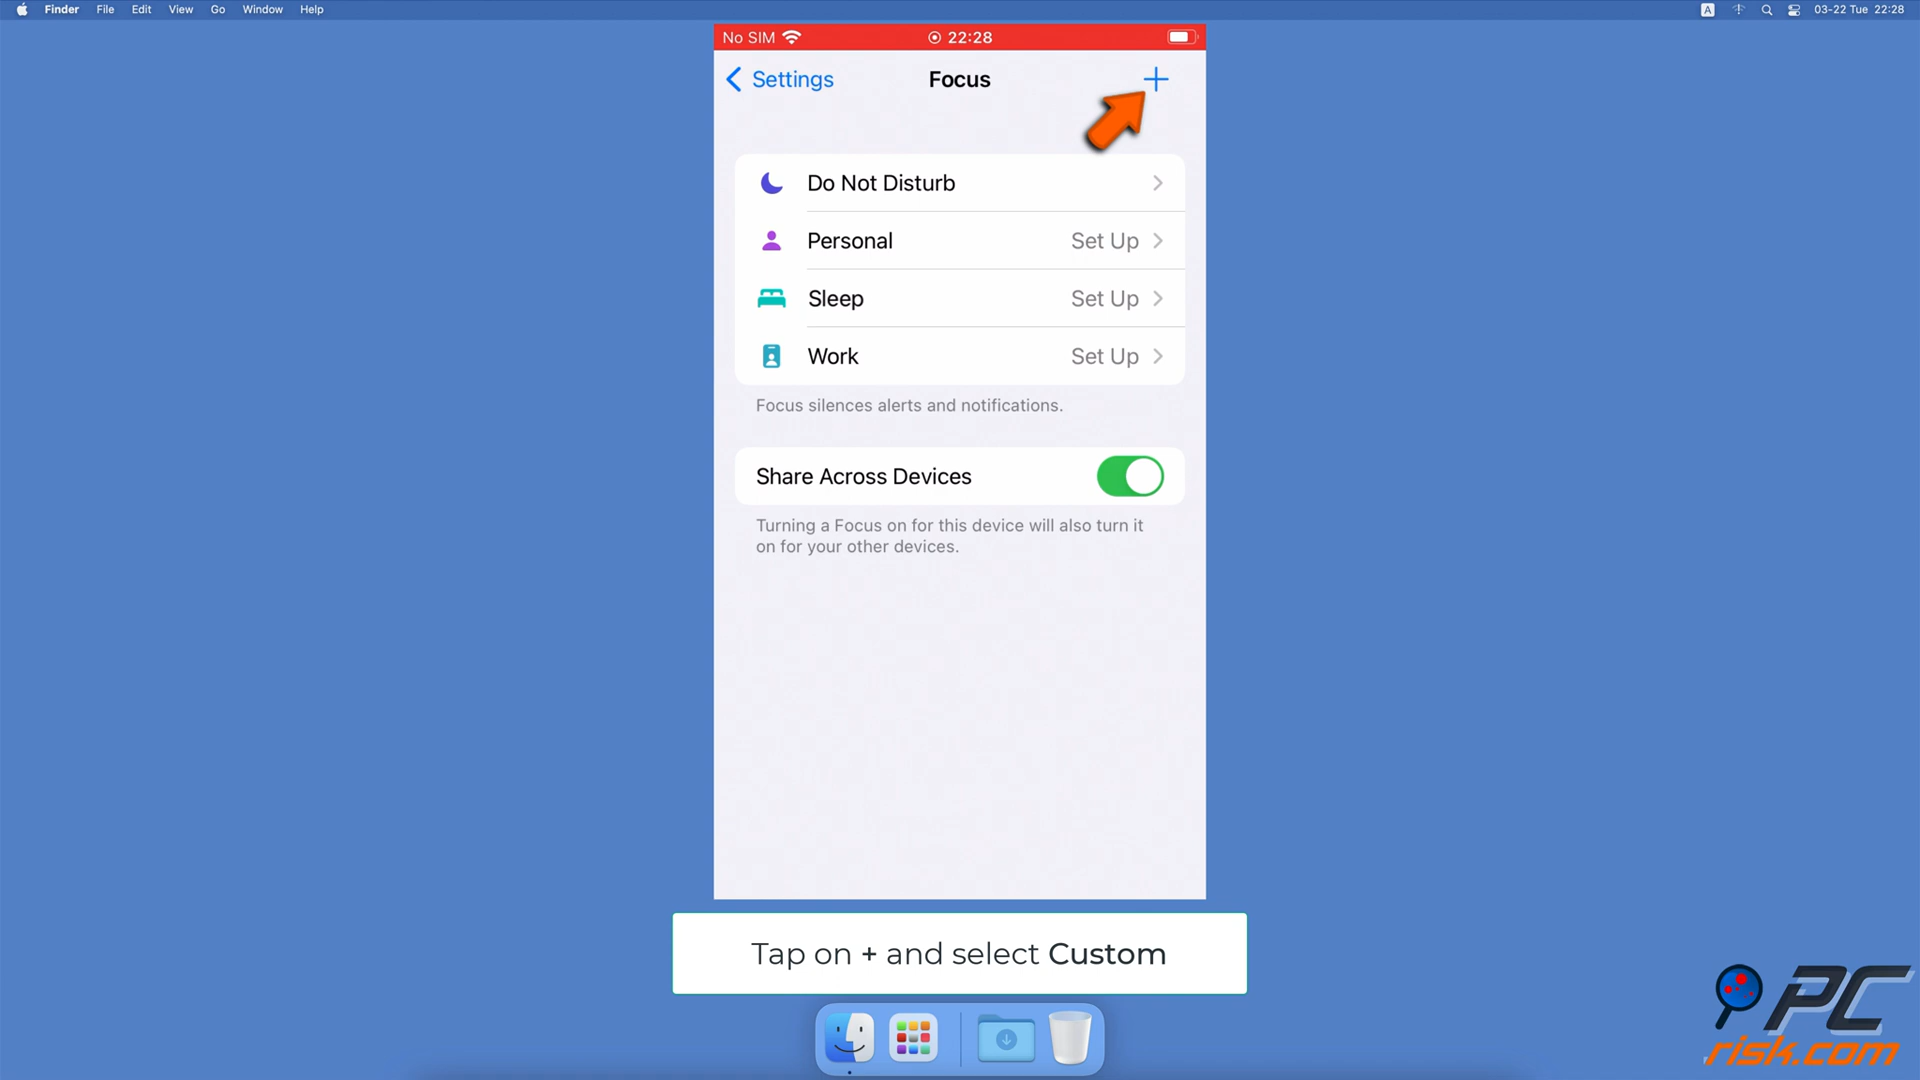 Finder File Edit View Go Window Help
A 03-22 Tue 22:28
No SIM 22:28
Settings Focus +
Do Not Disturb
Personal Set Up
Sleep Set Up
Work Set Up
Focus silences alerts and notifications.
Share Across Devices
Turning a Focus on for this device will also turn it
on for your other devices.
Tap on + and select Custom
PC
risk.com